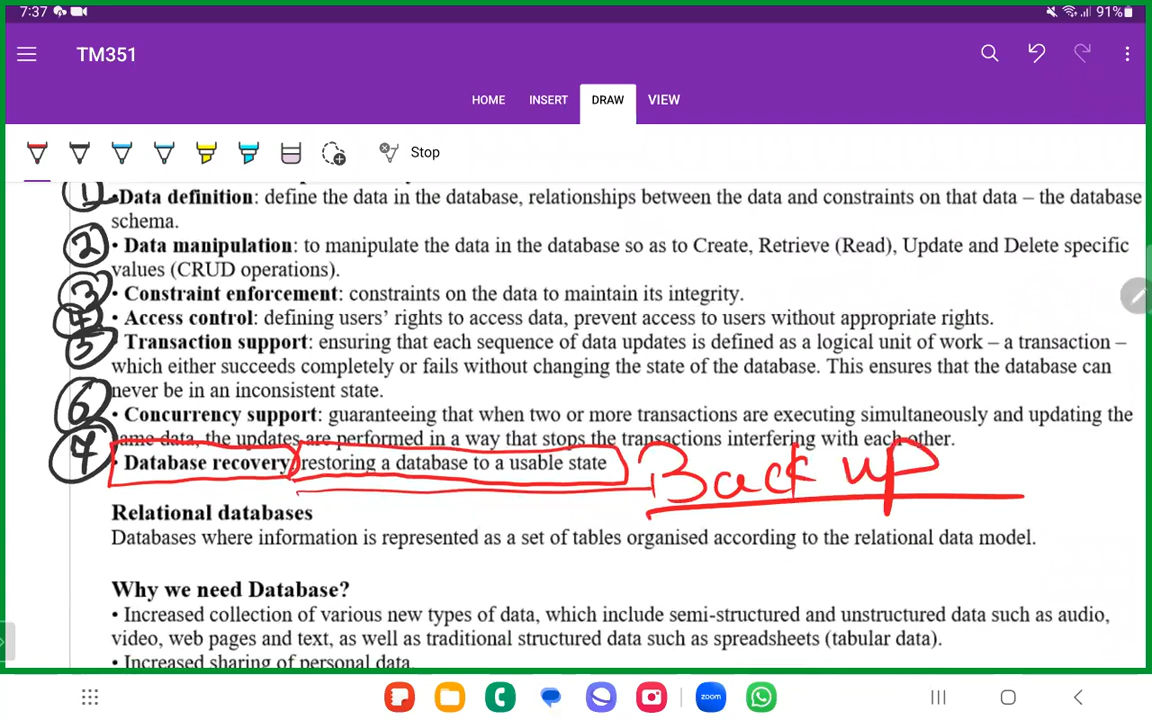 7:37 91%
TM351
HOME INSERT DRAW VIEW
Stop
1 •Data definition: define the data in the database, relationships between the data and constraints on that data – the database
schema.
2 • Data manipulation: to manipulate the data in the database so as to Create, Retrieve (Read), Update and Delete specific
values (CRUD operations).
3 • Constraint enforcement: constraints on the data to maintain its integrity.
4 • Access control: defining users' rights to access data, prevent access to users without appropriate rights.
5 • Transaction support: ensuring that each sequence of data updates is defined as a logical unit of work – a transaction –
which either succeeds completely or fails without changing the state of the database. This ensures that the database can
never be in an inconsistent state.
6 • Concurrency support: guaranteeing that when two or more transactions are executing simultaneously and updating the
same data, the updates are performed in a way that stops the transactions interfering with each other.
7 • Database recovery: restoring a database to a usable state Back up
Relational databases
Databases where information is represented as a set of tables organised according to the relational data model.
Why we need Database?
• Increased collection of various new types of data, which include semi-structured and unstructured data such as audio,
video, web pages and text, as well as traditional structured data such as spreadsheets (tabular data).
• Increased sharing of personal data.
zoom